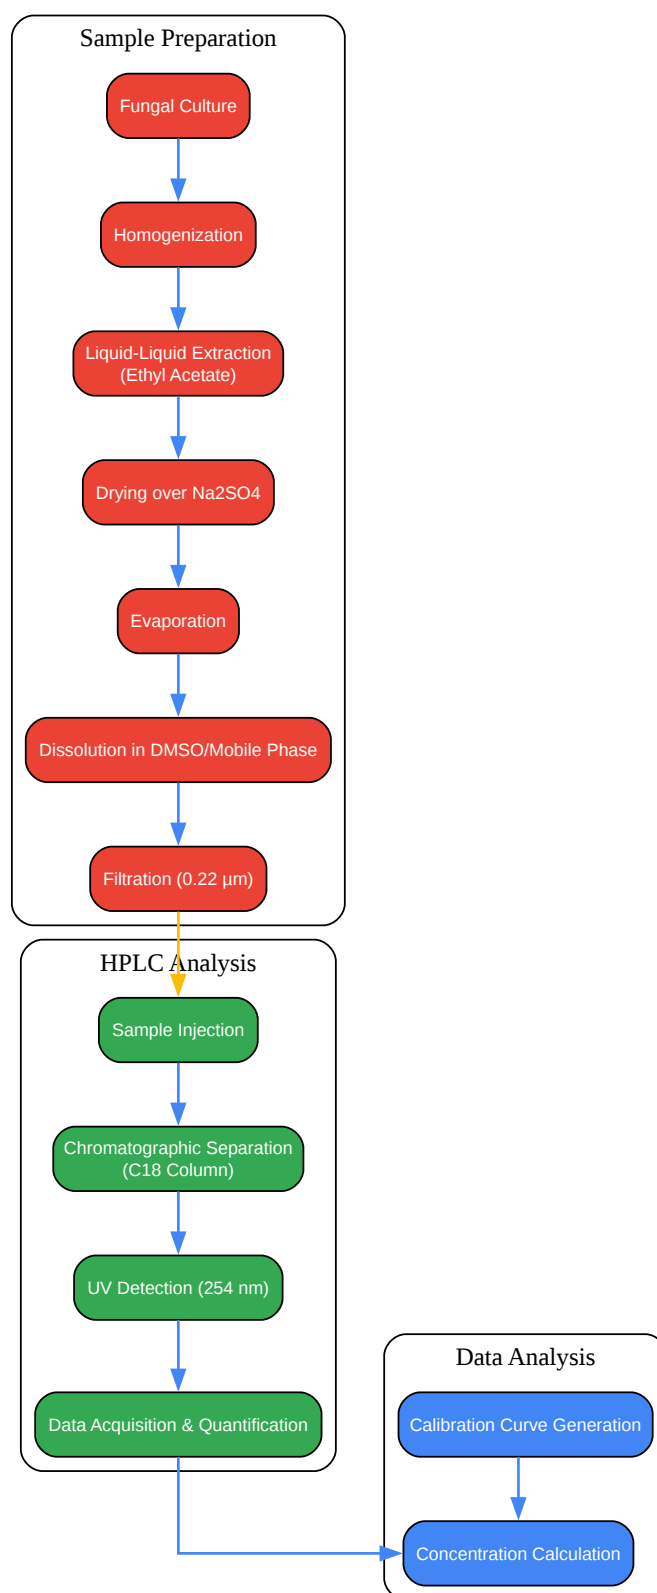 Sample Preparation
Fungal Culture
Homogenization
Liquid-Liquid Extraction
(Ethyl Acetate)
Drying over Na2SO4
Evaporation
Dissolution in DMSO/Mobile Phase
Filtration (0.22 µm)
HPLC Analysis
Sample Injection
Chromatographic Separation
(C18 Column)
UV Detection (254 nm)
Data Acquisition & Quantification
Data Analysis
Calibration Curve Generation
Concentration Calculation